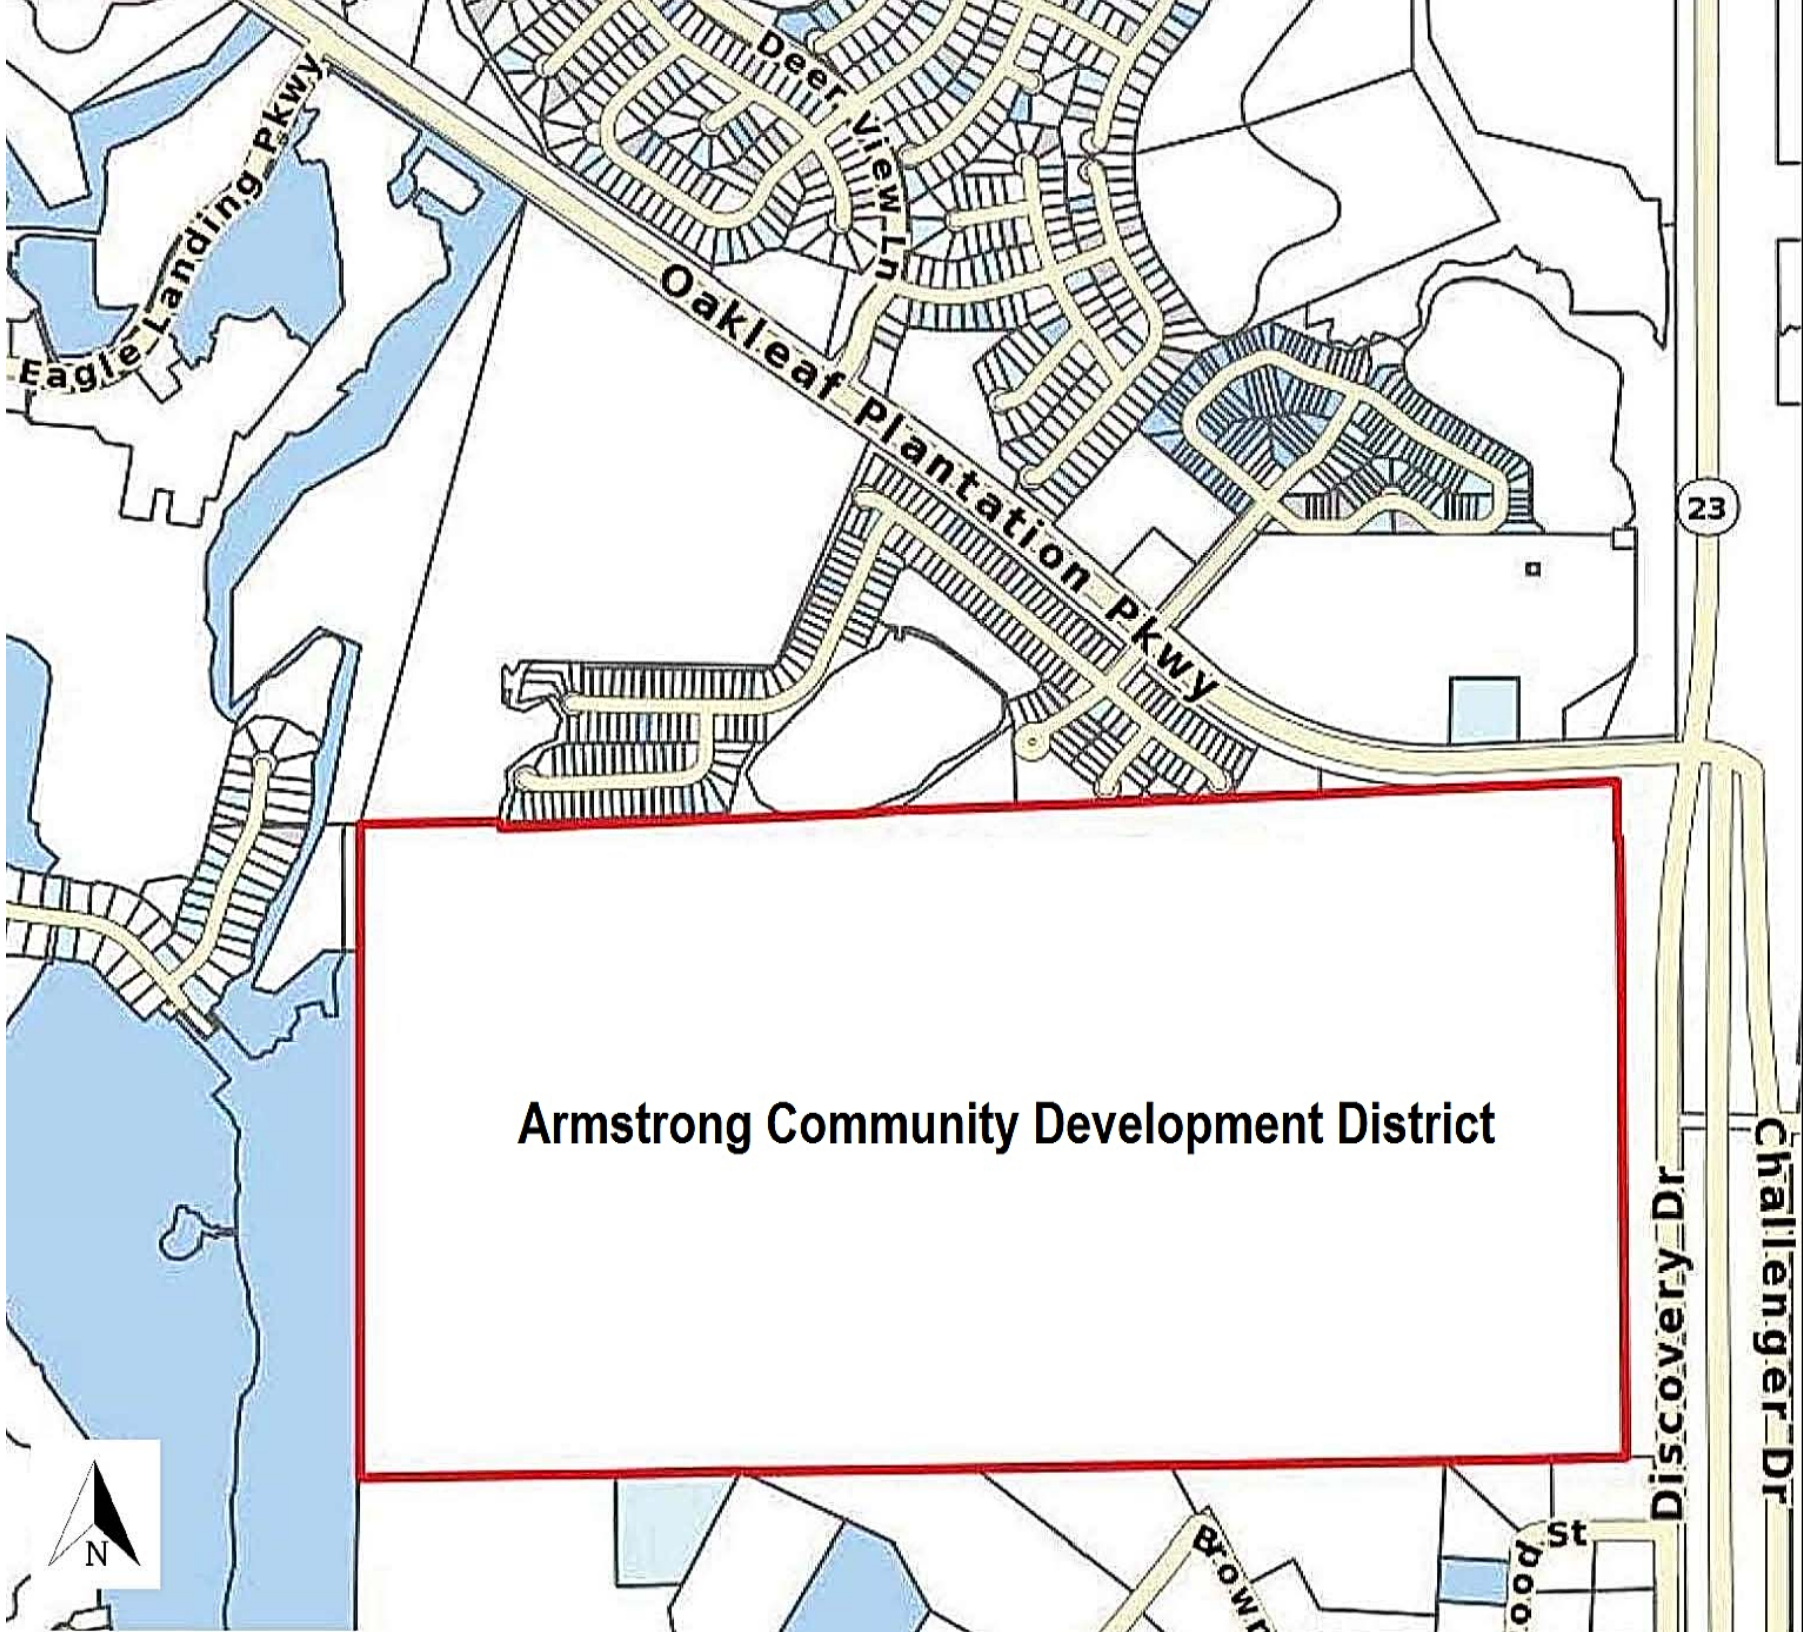 Deer View Ln
Eagle Landing Pkwy
Oakleaf Plantation Pkwy
23
Armstrong Community Development District
Discovery Dr
Challenger Dr
N
St
Brown